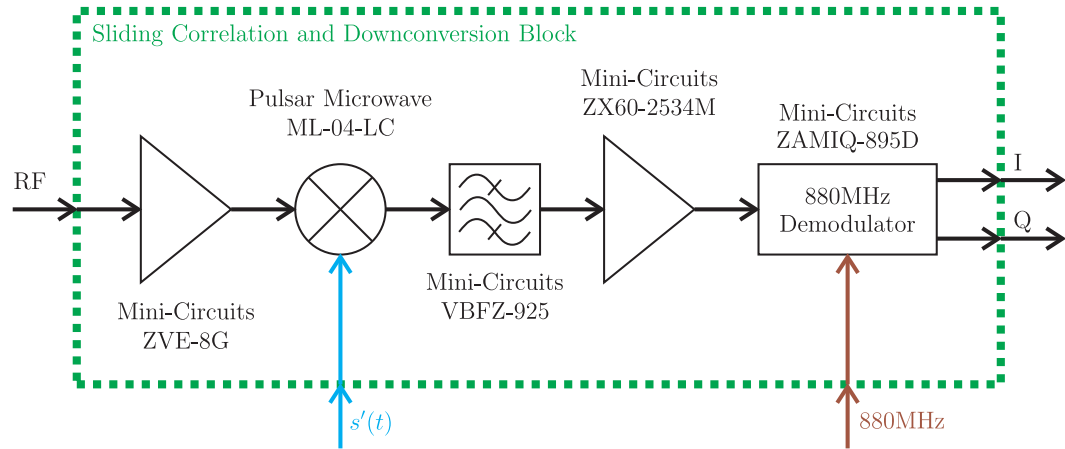 Sliding Correlation and Downconversion Block
RF
Mini-Circuits
ZVE-8G
Pulsar Microwave
ML-04-LC
s′(t)
Mini-Circuits
VBFZ-925
Mini-Circuits
ZX60-2534M
Mini-Circuits
ZAMIQ-895D
880MHz
Demodulator
880MHz
I
Q